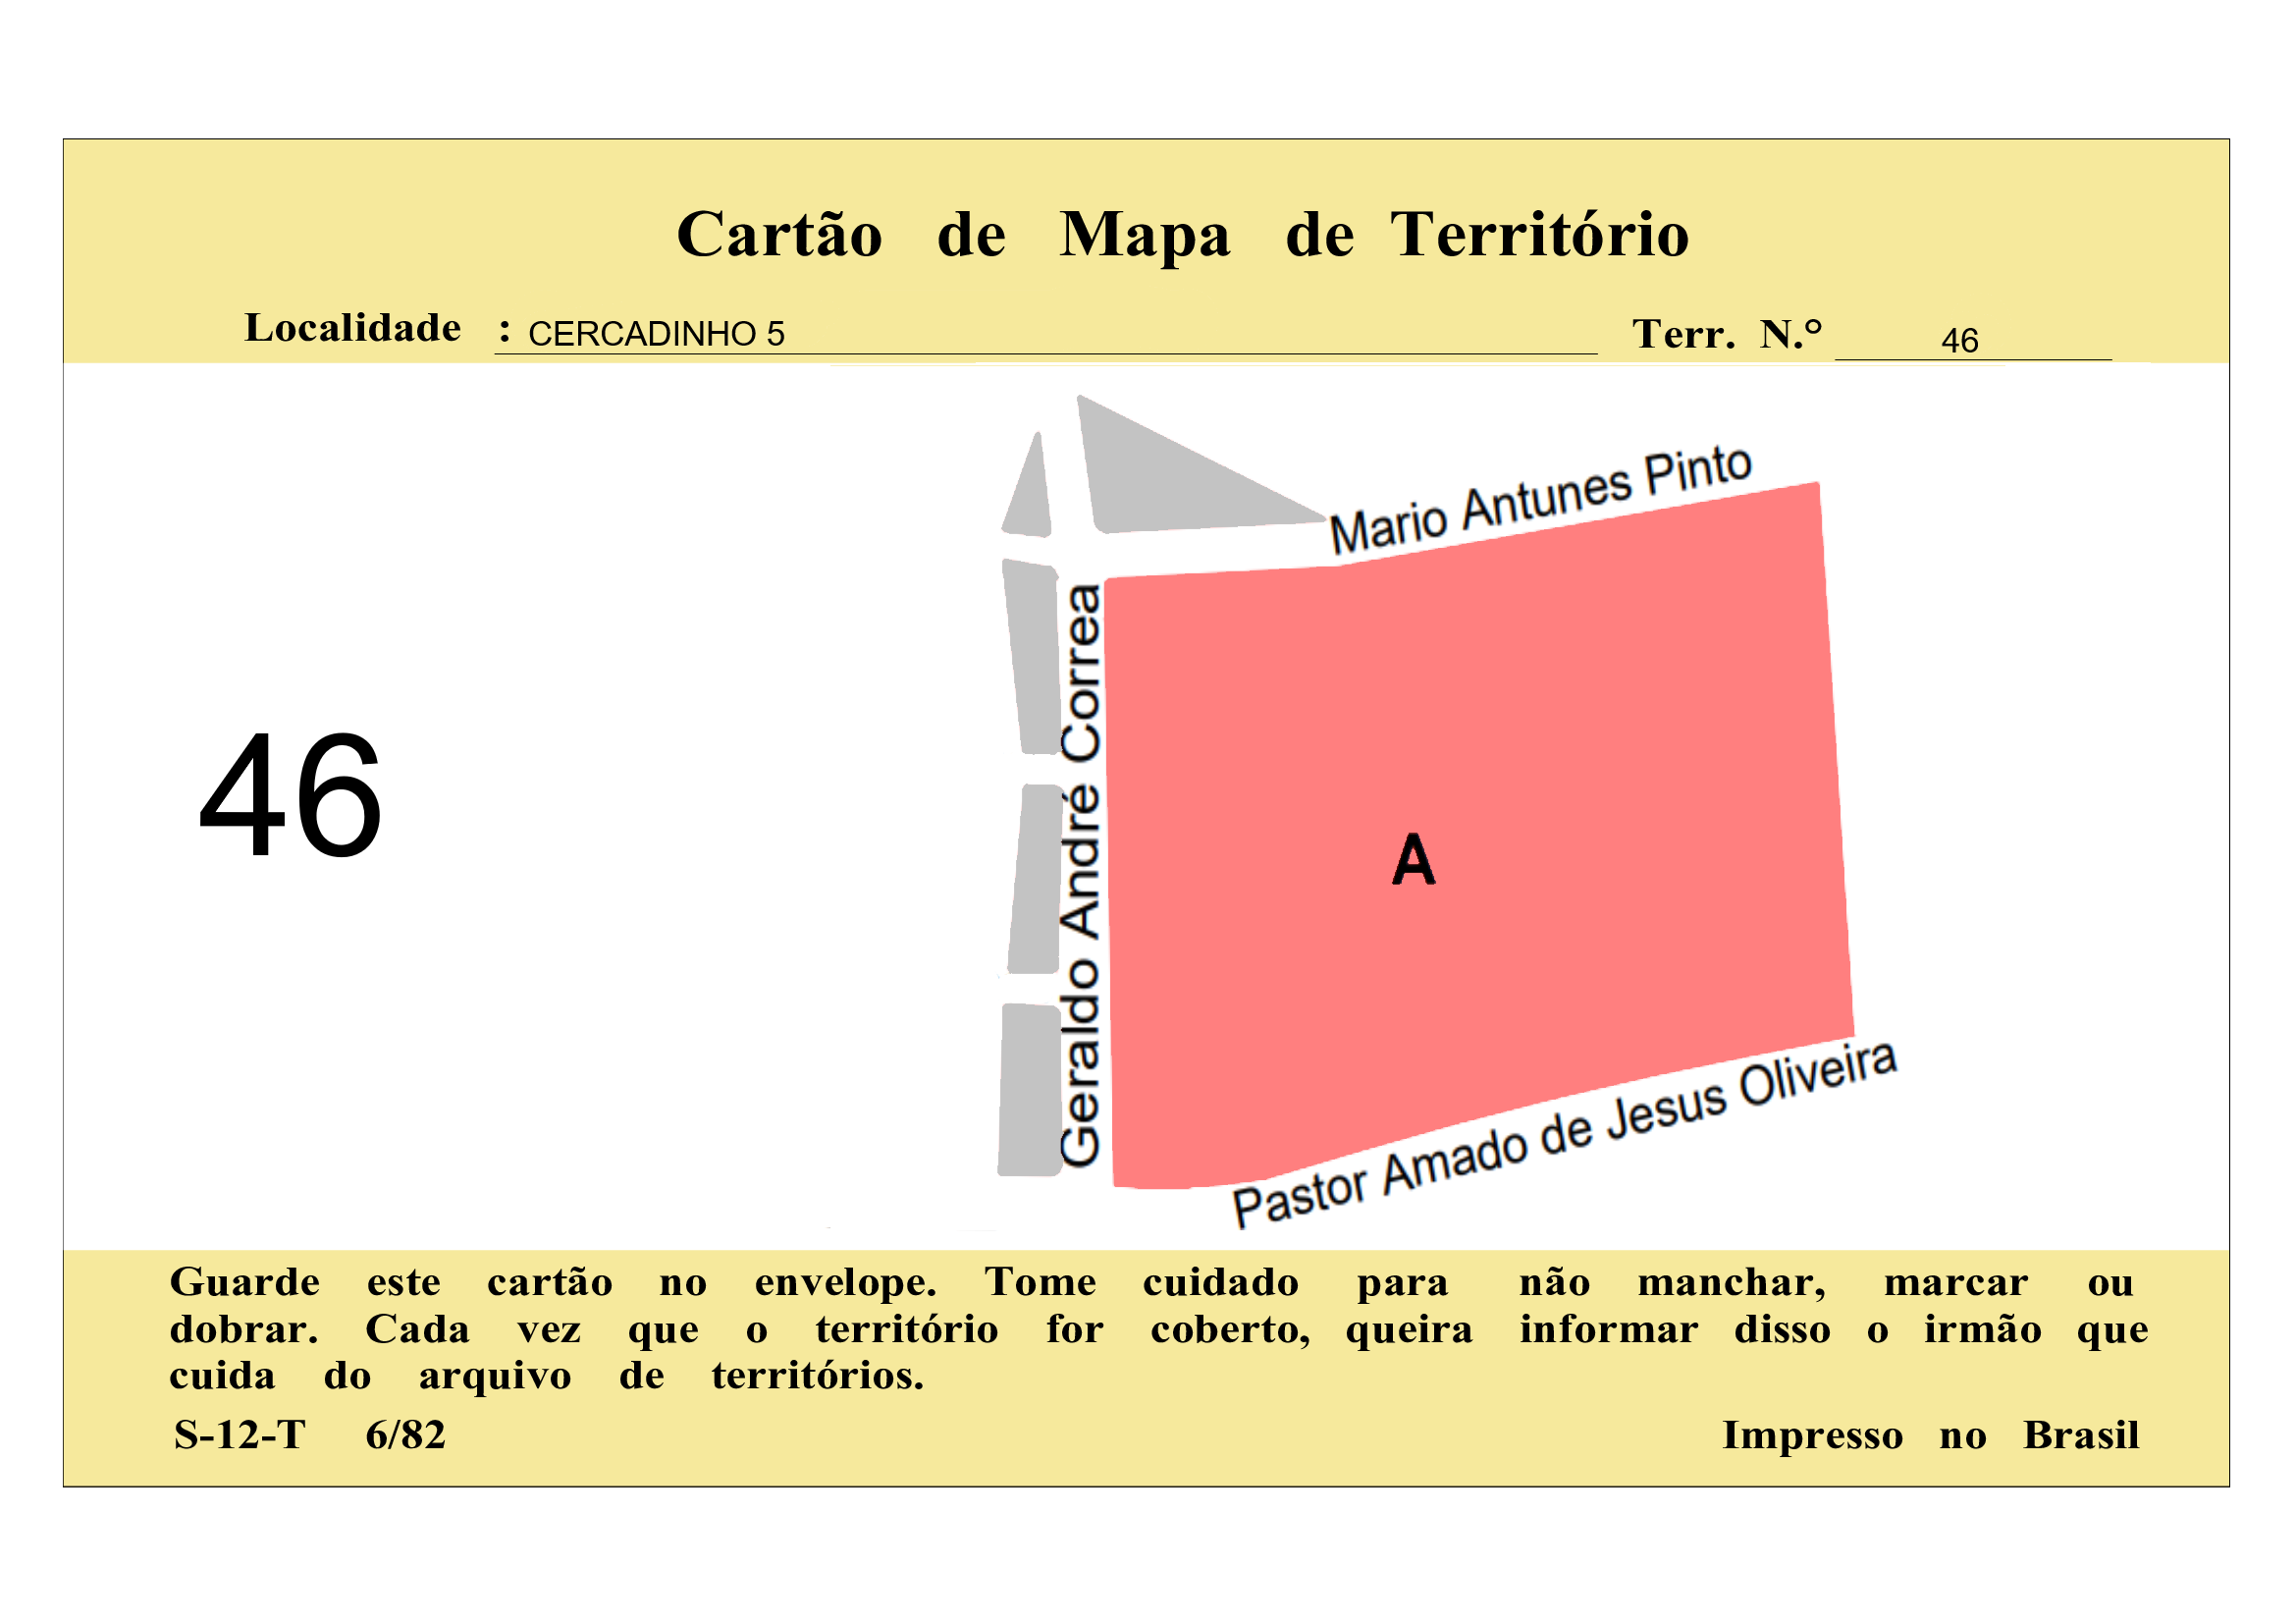 Cartão de Mapa de Território
Localidade : CERCADINHO 5 Terr. N.° 46
Mario Antunes Pinto
Geraldo André Correa
46
A
Pastor Amado de Jesus Oliveira
Guarde este cartão no envelope. Tome cuidado para não manchar, marcar ou
dobrar. Cada vez que o território for coberto, queira informar disso o irmão que
cuida do arquivo de territórios.
S-12-T 6/82 Impresso no Brasil